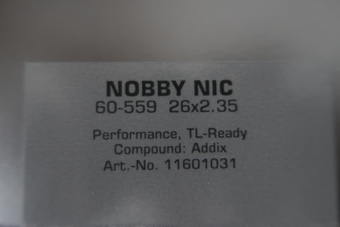 NOBBY NIC
60-559 26x2.35
Performance, TL-Ready
Compound: Addix
Art.-No. 11601031